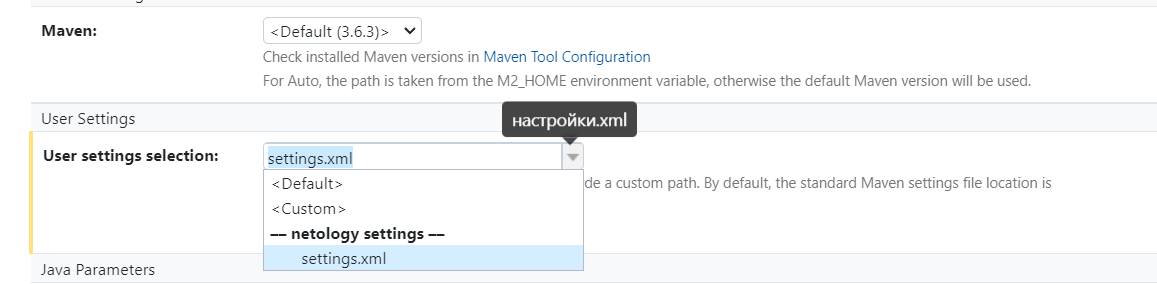 Maven:
<Default (3.6.3)>
Check installed Maven versions in Maven Tool Configuration
For Auto, the path is taken from the M2_HOME environment variable, otherwise the default Maven version will be used.
User Settings
настройки.xml
User settings selection:
settings.xml
<Default>
de a custom path. By default, the standard Maven settings file location is
<Custom>
-- netology settings --
settings.xml
Java Parameters